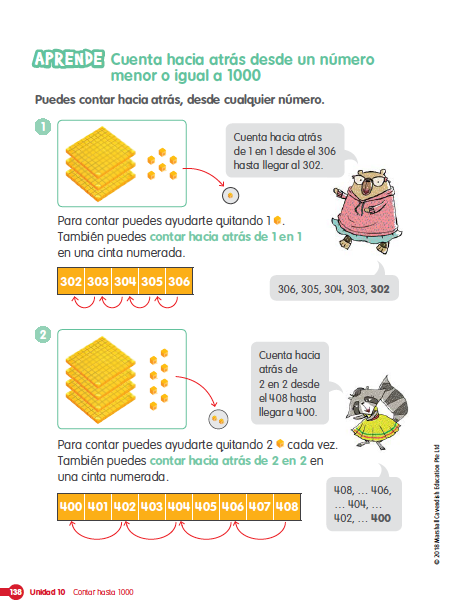 APRENDE Cuenta hacia atrás desde un número
menor o igual a 1000
Puedes contar hacia atrás, desde cualquier número.
1
Cuenta hacia atrás
de 1 en 1 desde el 306
hasta llegar al 302.
Para contar puedes ayudarte quitando 1 .
También puedes contar hacia atrás de 1 en 1
en una cinta numerada.
302 303 304 305 306
306, 305, 304, 303, 302
2
Cuenta hacia
atrás de
2 en 2 desde
el 408 hasta
llegar a 400.
Para contar puedes ayudarte quitando 2 cada vez.
También puedes contar hacia atrás de 2 en 2 en
una cinta numerada.
400 401 402 403 404 405 406 407 408
408, ... 406,
... 404, ...
402, ... 400
© 2018 Marshall Cavendish Education Pte Ltd
138 Unidad 10 Contar hasta 1000